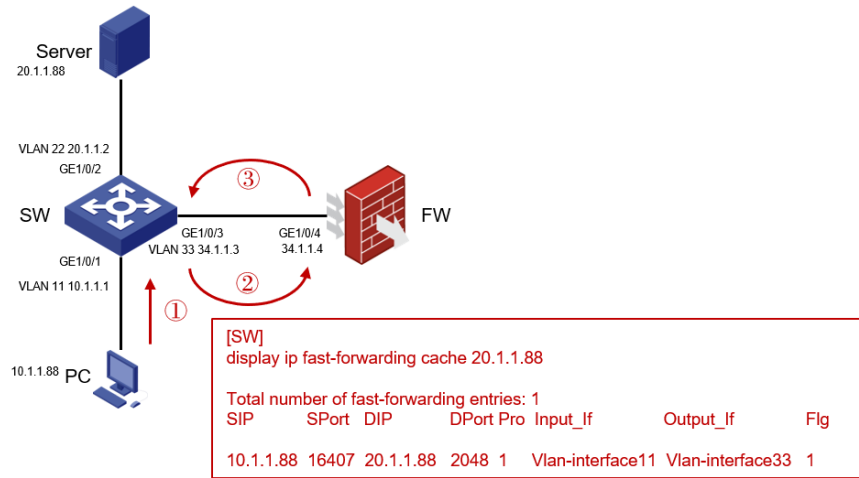 Server
20.1.1.88
VLAN 22 20.1.1.2
GE1/0/2
③
SW
FW
GE1/0/3
VLAN 33 34.1.1.3
GE1/0/4
34.1.1.4
GE1/0/1
VLAN 11 10.1.1.1
②
①
10.1.1.88 PC
[SW]
display ip fast-forwarding cache 20.1.1.88
Total number of fast-forwarding entries: 1
SIP SPort DIP DPort Pro Input_If Output_If Flg
10.1.1.88 16407 20.1.1.88 2048 1 Vlan-interface11 Vlan-interface33 1